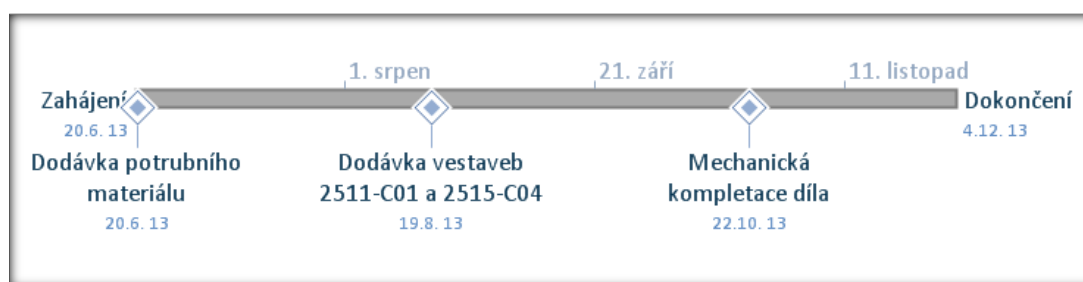 1. srpen
21. září
11. listopad
Zahájení
20.6. 13
Dokončení
4.12. 13
Dodávka potrubního
materiálu
20.6. 13
Dodávka vestaveb
2511-C01 a 2515-C04
19.8. 13
Mechanická
kompletace díla
22.10. 13